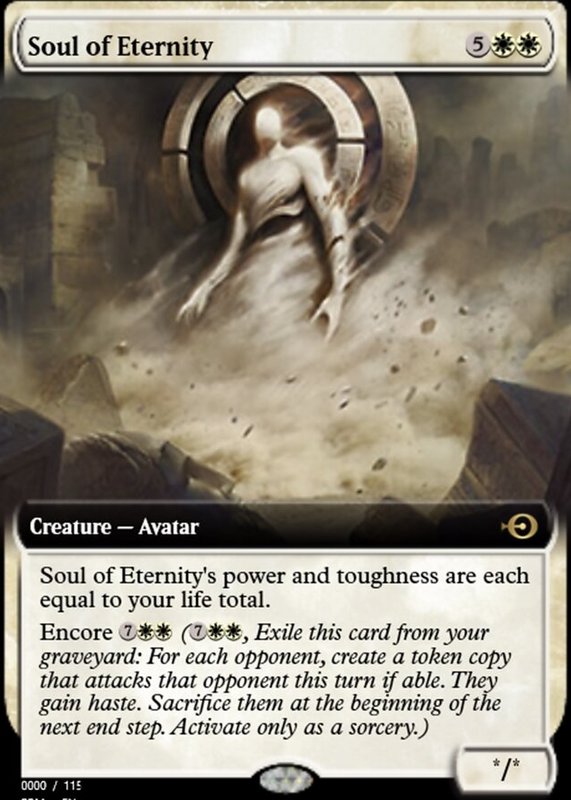 Soul of Eternity 5
Creature — Avatar
Soul of Eternity's power and toughness are each
equal to your life total.
Encore 7 (7, Exile this card from your
graveyard: For each opponent, create a token copy
that attacks that opponent this turn if able. They
gain haste. Sacrifice them at the beginning of the
next end step. Activate only as a sorcery.)
*/*
0000 / 115